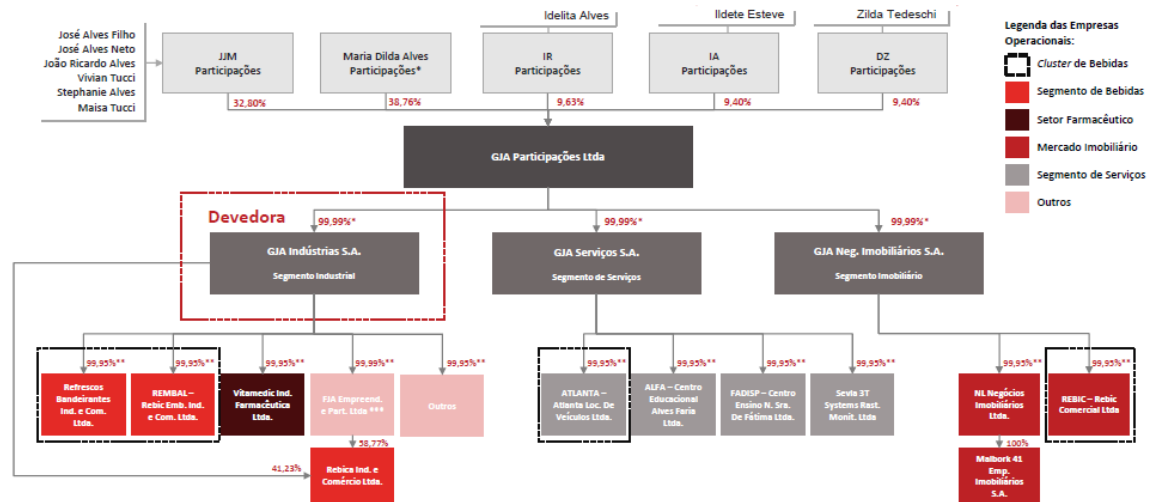 José Alves Filho
José Alves Neto
João Ricardo Alves
Vivian Tucci
Stephanie Alves
Maisa Tucci
JJM
Participações
Maria Dilda Alves
Participações*
Idelita Alves
IR
Participações
Ildete Esteve
IA
Participações
Zilda Tedeschi
DZ
Participações
32,80%
38,76%
9,63%
9,40%
9,40%
Legenda das Empresas
Operacionais:
Cluster de Bebidas
Segmento de Bebidas
Setor Farmacêutico
Mercado Imobiliário
Segmento de Serviços
Outros
GJA Participações Ltda
Devedora
99,99%*
99,99%*
99,99%*
GJA Indústrias S.A.
Segmento Industrial
GJA Serviços S.A.
Segmento de Serviços
GJA Neg. Imobiliários S.A.
Segmento Imobiliário
99,95%**
99,95%**
99,95%**
99,99%**
99,95%**
99,95%**
99,95%**
99,95%**
99,95%**
99,95%**
99,95%**
Refrescos
Bandeirantes
Ind. e Com.
Ltda.
REMBAL –
Rebic Emb. Ind.
e Com. Ltda.
Vitamedic Ind.
Farmacêutica
Ltda.
FJA Empreend.
e Part. Ltda ***
Outros
ATLANTA –
Atlanta Loc. De
Veículos Ltda.
ALFA – Centro
Educacional
Alves Faria
Ltda.
FADISP – Centro
Ensino N. Sra.
De Fátima Ltda.
Sevia 3T
Systems Rast.
Monit. Ltda
NL Negócios
Imobiliários
Ltda.
REBIC – Rebic
Comercial Ltda
58,77%
100%
41,23%
Rebica Ind. e
Comércio Ltda.
Malbork 41
Emp.
Imobiliários
S.A.